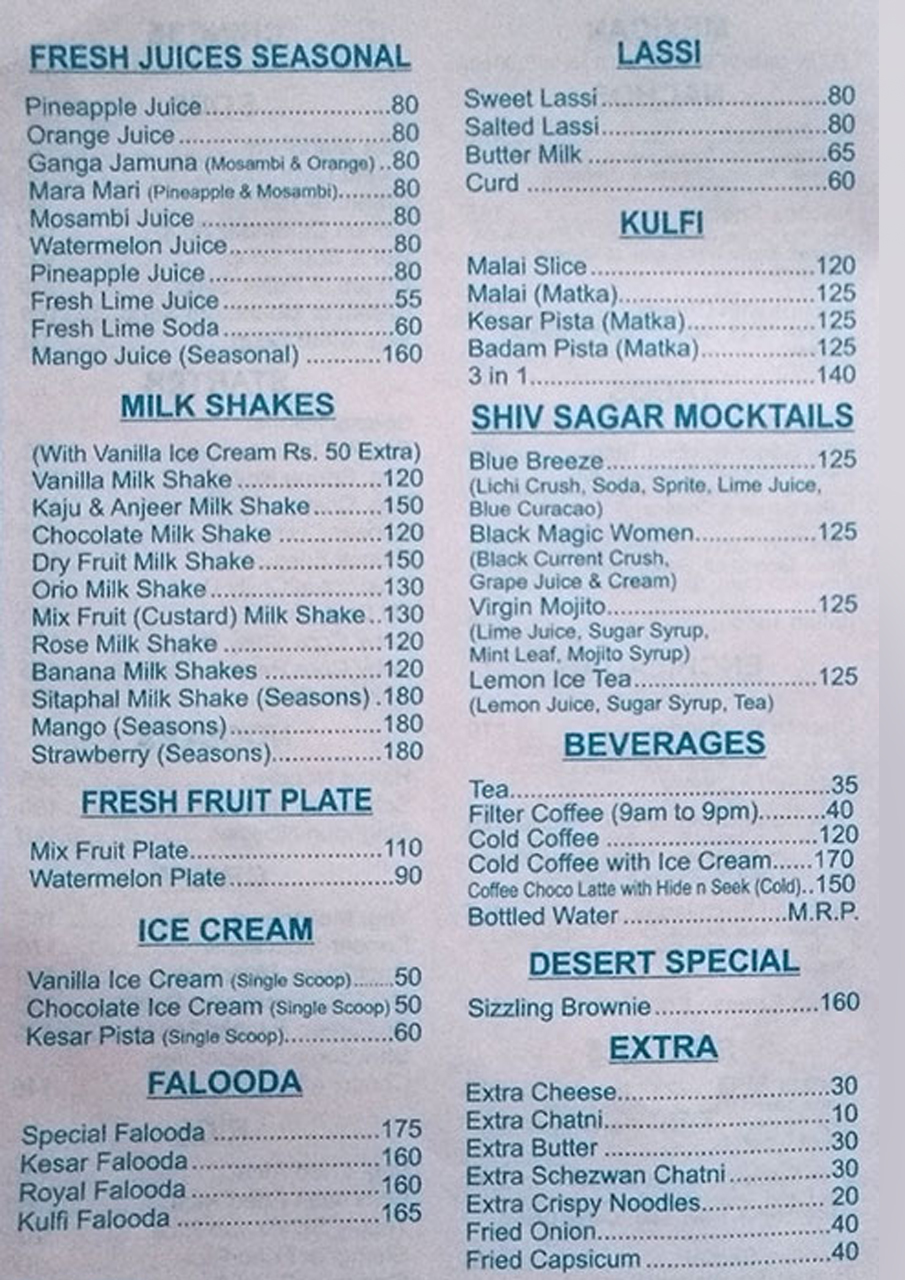 FRESH JUICES SEASONAL
Pineapple Juice............................80
Orange Juice................................80
Ganga Jamuna (Mosambi & Orange)..80
Mara Mari (Pineapple & Mosambi).......80
Mosambi Juice.............................80
Watermelon Juice........................80
Pineapple Juice...........................80
Fresh Lime Juice.........................55
Fresh Lime Soda.........................60
Mango Juice (Seasonal) ...........160
MILK SHAKES
(With Vanilla Ice Cream Rs. 50 Extra)
Vanilla Milk Shake.....................120
Kaju & Anjeer Milk Shake..........150
Chocolate Milk Shake ...............120
Dry Fruit Milk Shake...................150
Orio Milk Shake.........................130
Mix Fruit (Custard) Milk Shake..130
Rose Milk Shake .......................120
Banana Milk Shakes .................120
Sitaphal Milk Shake (Seasons) .180
Mango (Seasons)......................180
Strawberry (Seasons)................180
FRESH FRUIT PLATE
Mix Fruit Plate............................110
Watermelon Plate.......................90
ICE CREAM
Vanilla Ice Cream (Single Scoop).......50
Chocolate Ice Cream (Single Scoop) 50
Kesar Pista (Single Scoop)................60
FALOODA
Special Falooda ........................175
Kesar Falooda...........................160
Royal Falooda ...........................160
Kulfi Falooda .............................165
LASSI
Sweet Lassi.................................80
Salted Lassi.................................80
Butter Milk ...................................65
Curd ............................................60
KULFI
Malai Slice.................................120
Malai (Matka).............................125
Kesar Pista (Matka)...................125
Badam Pista (Matka).................125
3 in 1..........................................140
SHIV SAGAR MOCKTAILS
Blue Breeze..............................125
(Lichi Crush, Soda, Sprite, Lime Juice,
Blue Curacao)
Black Magic Women..................125
(Black Current Crush,
Grape Juice & Cream)
Virgin Mojito...............................125
(Lime Juice, Sugar Syrup,
Mint Leaf, Mojito Syrup)
Lemon Ice Tea..........................125
(Lemon Juice, Sugar Syrup, Tea)
BEVERAGES
Tea..............................................35
Filter Coffee (9am to 9pm)..........40
Cold Coffee ..............................120
Cold Coffee with Ice Cream......170
Coffee Choco Latte with Hide n Seek (Cold)..150
Bottled Water.......................M.R.P.
DESERT SPECIAL
Sizzling Brownie.......................160
EXTRA
Extra Cheese..............................30
Extra Chatni................................10
Extra Butter ................................30
Extra Schezwan Chatni..............30
Extra Crispy Noodles..................20
Fried Onion.................................40
Fried Capsicum ..........................40